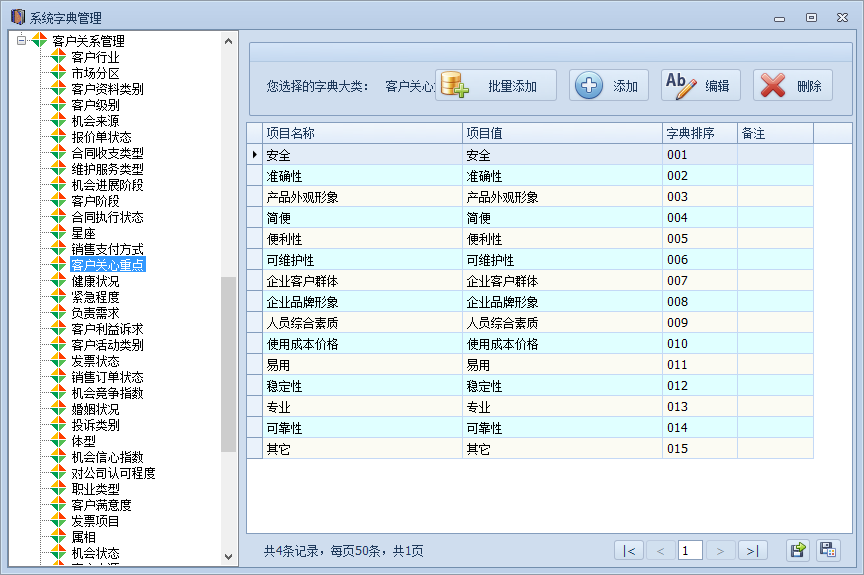 系统字典管理
客户关系管理
客户行业
市场分区
客户资料类别
客户级别
机会来源
报价单状态
合同收支类型
维护服务类型
机会进展阶段
客户阶段
合同执行状态
星座
销售支付方式
客户关心重点
健康状况
紧急程度
负责需求
客户利益诉求
客户活动类别
发票状态
销售订单状态
机会竞争指数
婚姻状况
投诉类别
体型
机会信心指数
对公司认可程度
职业类型
客户满意度
发票项目
属相
机会状态
您选择的字典大类： 客户关心 批量添加 添加 编辑 删除
项目名称 项目值 字典排序 备注
安全 安全 001
准确性 准确性 002
产品外观形象 产品外观形象 003
简便 简便 004
便利性 便利性 005
可维护性 可维护性 006
企业客户群体 企业客户群体 007
企业品牌形象 企业品牌形象 008
人员综合素质 人员综合素质 009
使用成本价格 使用成本价格 010
易用 易用 011
稳定性 稳定性 012
专业 专业 013
可靠性 可靠性 014
其它 其它 015
共4条记录，每页50条，共1页 |< < 1 > >|